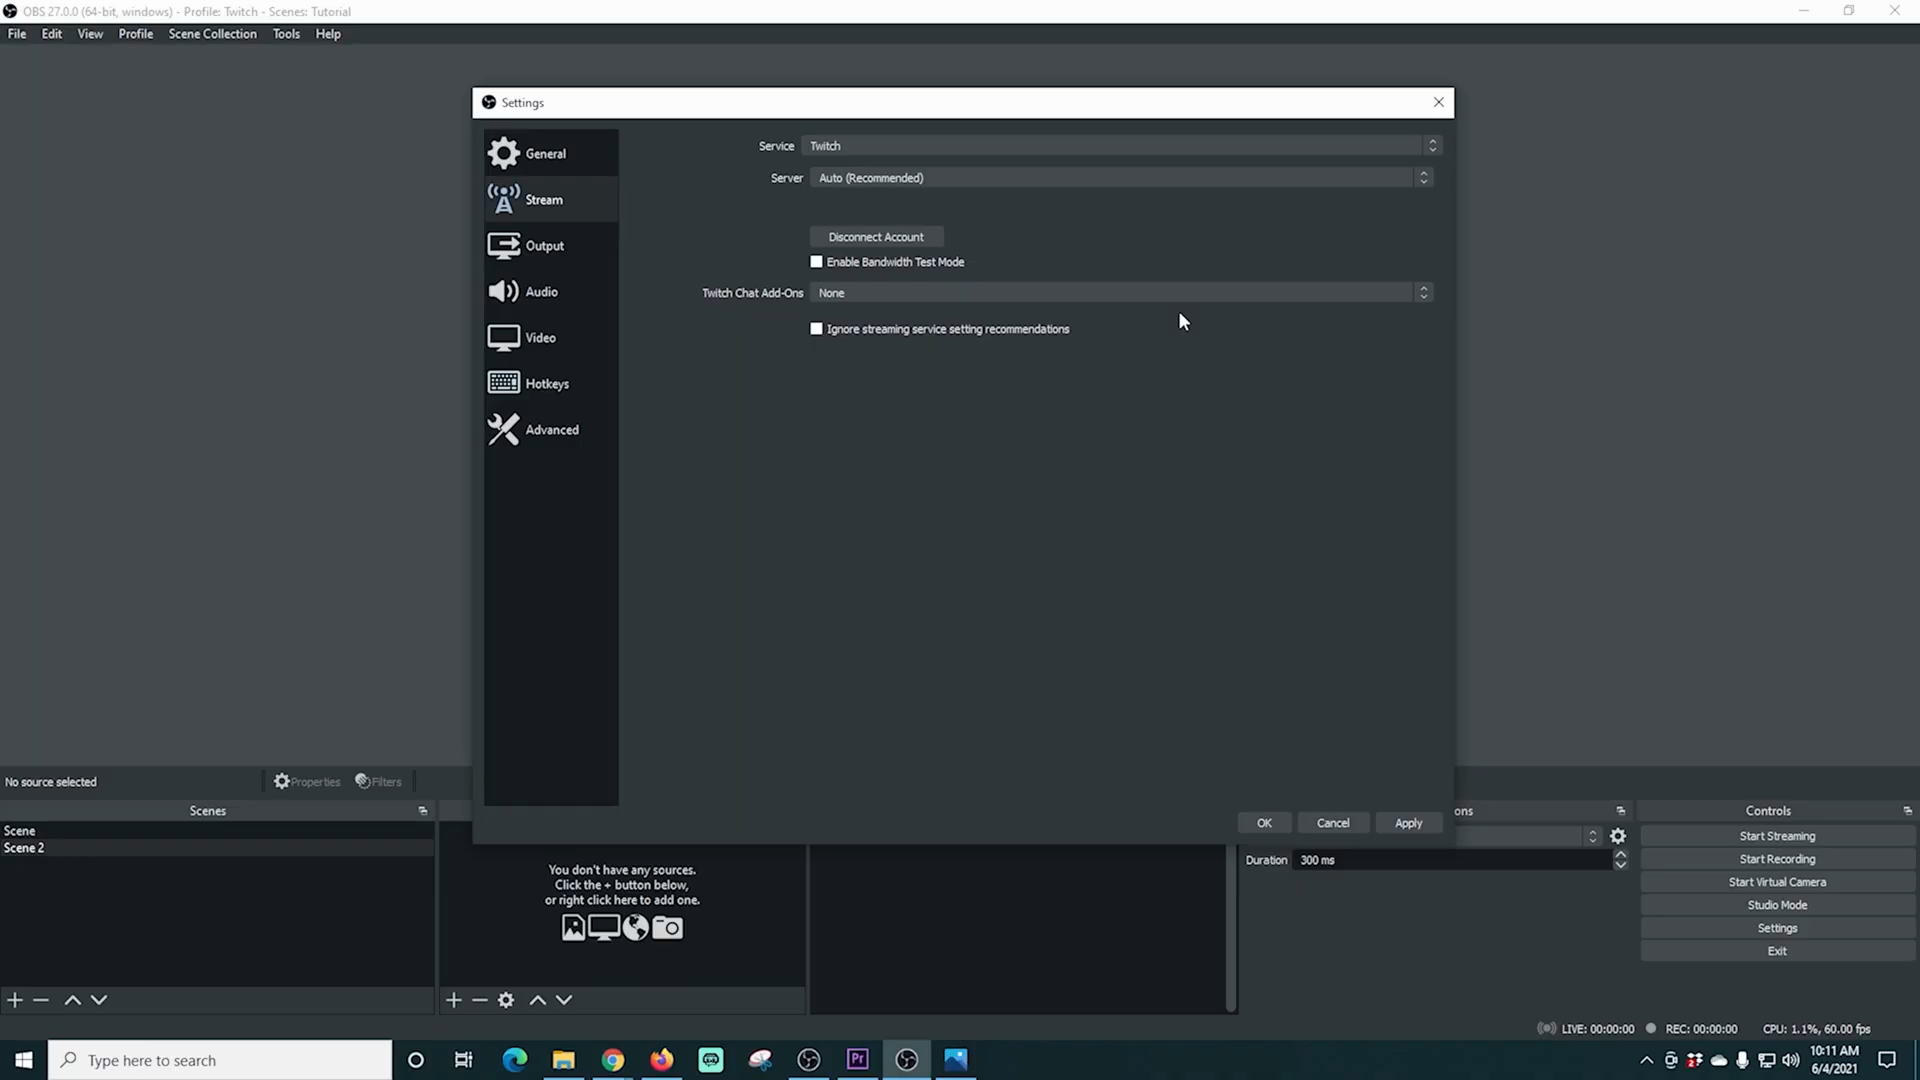 OBS 27.0.0 (64-bit, windows) - Profile: Twitch - Scenes: Tutorial
File Edit View Profile Scene Collection Tools Help
Settings
General
Stream
Output
Audio
Video
Hotkeys
Advanced
Service Twitch
Server Auto (Recommended)
Disconnect Account
Enable Bandwidth Test Mode
Twitch Chat Add-Ons None
Ignore streaming service setting recommendations
OK Cancel Apply
No source selected Properties Filters
Scenes
Scene
Scene 2
You don't have any sources.
Click the + button below,
or right click here to add one.
ons
Duration 300 ms
Controls
Start Streaming
Start Recording
Start Virtual Camera
Studio Mode
Settings
Exit
LIVE: 00:00:00 REC: 00:00:00 CPU: 1.1%, 60.00 fps
Type here to search
Pr
10:11 AM
6/4/2021